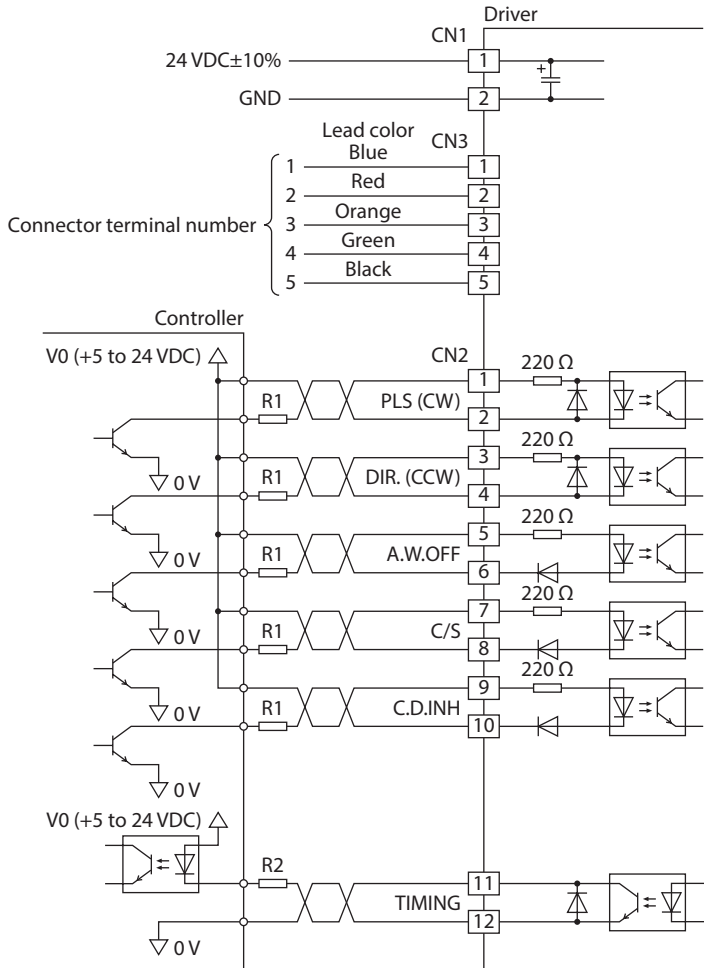 Driver
CN1
24 VDC±10%
1
GND
2
Lead color
CN3
Blue
1
1
Red
2
2
Orange
Connector terminal number
3
3
Green
4
4
Black
5
5
Controller
V0 (+5 to 24 VDC)
CN2
220 Ω
1
R1
PLS (CW)
2
0 V
220 Ω
3
R1
DIR. (CCW)
4
0 V
220 Ω
5
R1
A.W.OFF
6
0 V
220 Ω
7
R1
C/S
8
0 V
220 Ω
9
R1
C.D.INH
10
0 V
V0 (+5 to 24 VDC)
R2
11
TIMING
12
0 V